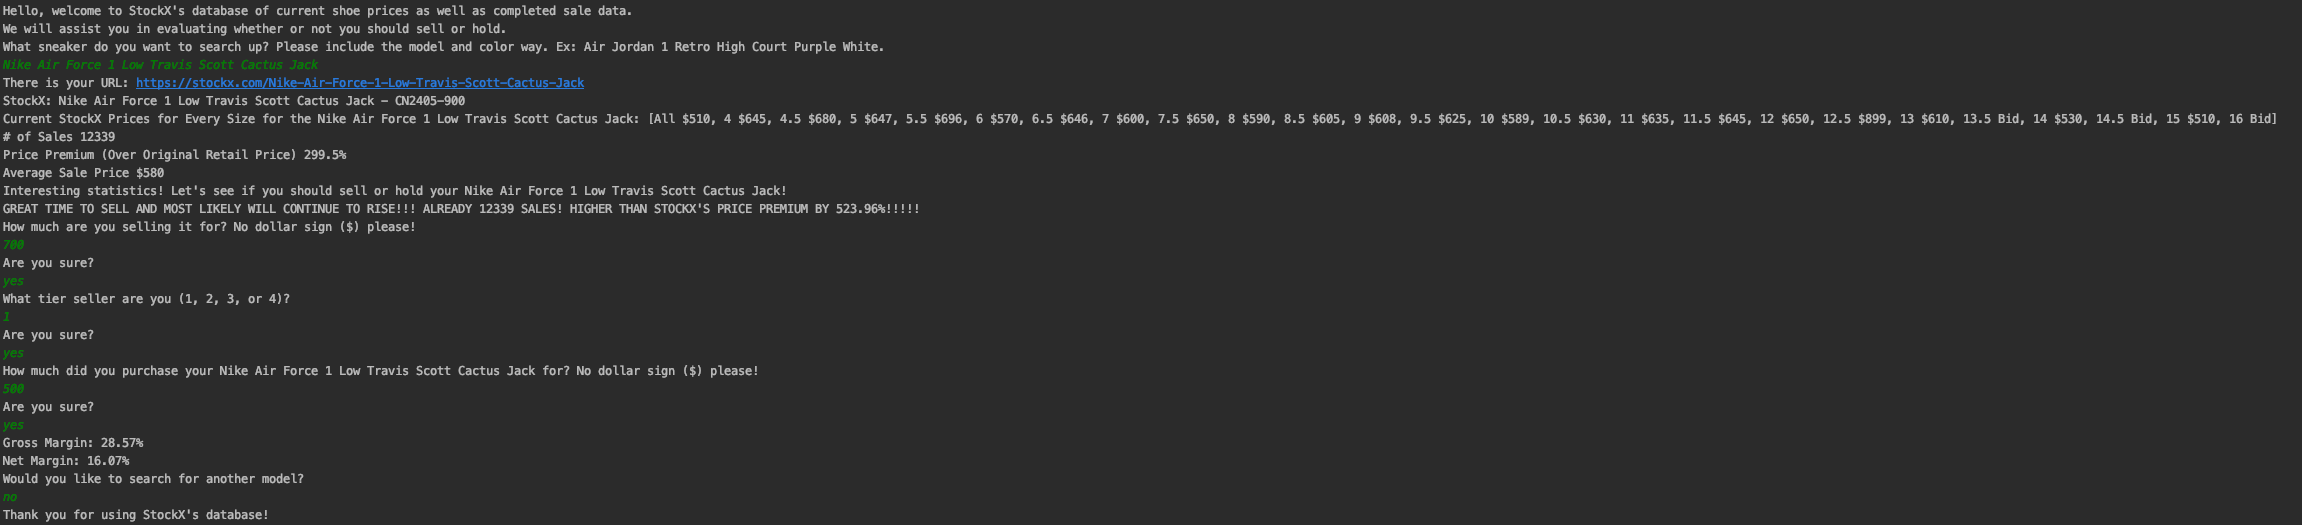 Hello, welcome to StockX's database of current shoe prices as well as completed sale data.
We will assist you in evaluating whether or not you should sell or hold.
What sneaker do you want to search up? Please include the model and color way. Ex: Air Jordan 1 Retro High Court Purple White.
Nike Air Force 1 Low Travis Scott Cactus Jack
There is your URL: https://stockx.com/Nike-Air-Force-1-Low-Travis-Scott-Cactus-Jack
StockX: Nike Air Force 1 Low Travis Scott Cactus Jack - CN2405-900
Current StockX Prices for Every Size for the Nike Air Force 1 Low Travis Scott Cactus Jack: [All $510, 4 $645, 4.5 $680, 5 $647, 5.5 $696, 6 $570, 6.5 $646, 7 $600, 7.5 $650, 8 $590, 8.5 $605, 9 $608, 9.5 $625, 10 $589, 10.5 $630, 11 $635, 11.5 $645, 12 $650, 12.5 $899, 13 $610, 13.5 Bid, 14 $530, 14.5 Bid, 15 $510, 16 Bid]
# of Sales 12339
Price Premium (Over Original Retail Price) 299.5%
Average Sale Price $580
Interesting statistics! Let's see if you should sell or hold your Nike Air Force 1 Low Travis Scott Cactus Jack!
GREAT TIME TO SELL AND MOST LIKELY WILL CONTINUE TO RISE!!! ALREADY 12339 SALES! HIGHER THAN STOCKX'S PRICE PREMIUM BY 523.96%!!!!!
How much are you selling it for? No dollar sign ($) please!
700
Are you sure?
yes
What tier seller are you (1, 2, 3, or 4)?
1
Are you sure?
yes
How much did you purchase your Nike Air Force 1 Low Travis Scott Cactus Jack for? No dollar sign ($) please!
500
Are you sure?
yes
Gross Margin: 28.57%
Net Margin: 16.07%
Would you like to search for another model?
no
Thank you for using StockX's database!